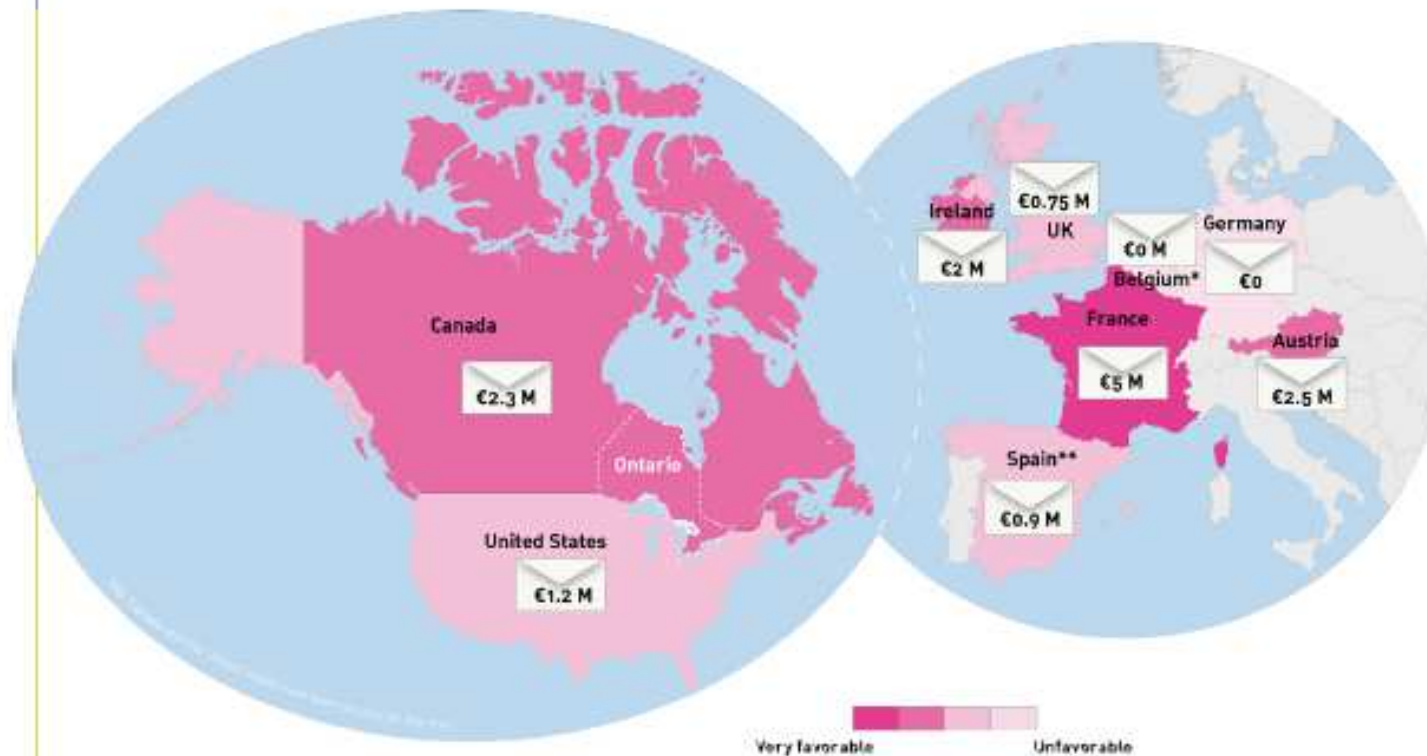 Canada
€2.3 M
Ontario
United States
€1.2 M
Ireland
€2 M
€0.75 M
UK
€0 M
Belgium*
Germany
€0
France
€5 M
Austria
€2.5 M
Spain**
€0.9 M
Very favorable
Unfavorable